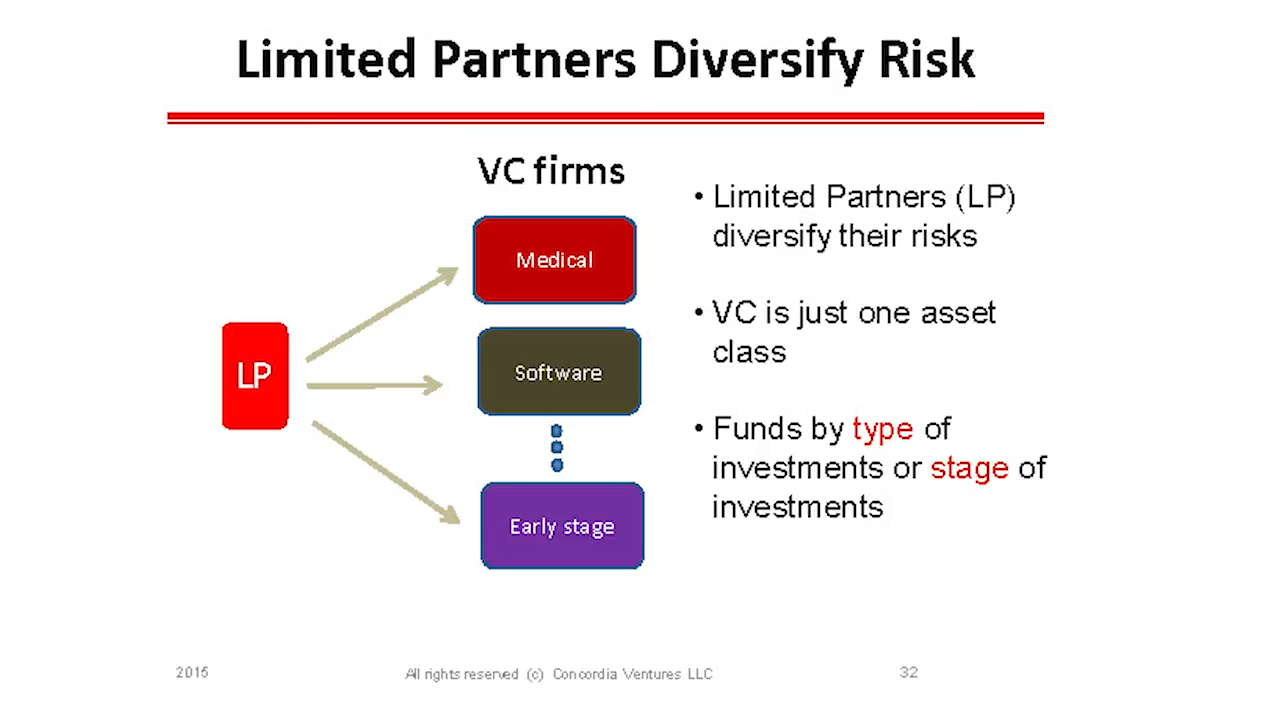 Limited Partners Diversify Risk
VC firms
Medical
LP
Software
Early stage
• Limited Partners (LP)
diversify their risks
• VC is just one asset
class
• Funds by type of
investments or stage of
investments
2015
All rights reserved (c) Concordia Ventures LLC
32